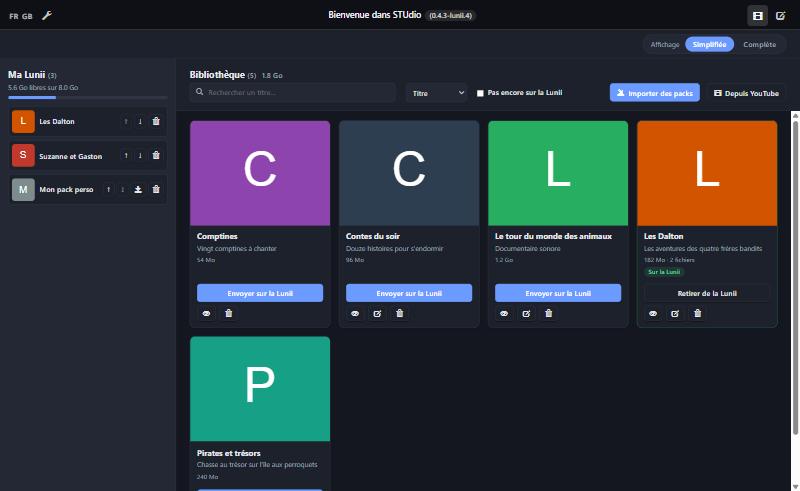 FR GB
Bienvenue dans STUdio (0.4.3-lunii.4)
Affichage Simplifiée Complète
Ma Lunii (3)
5.6 Go libres sur 8.0 Go
L Les Dalton
S Suzanne et Gaston
M Mon pack perso
Bibliothèque (5) 1.8 Go
Rechercher un titre...
Titre
Pas encore sur la Lunii
Importer des packs
Depuis YouTube
C
Comptines
Vingt comptines à chanter
54 Mo
Envoyer sur la Lunii
C
Contes du soir
Douze histoires pour s'endormir
96 Mo
Envoyer sur la Lunii
L
Le tour du monde des animaux
Documentaire sonore
1.2 Go
Envoyer sur la Lunii
L
Les Dalton
Les aventures des quatre frères bandits
182 Mo · 2 fichiers
Sur la Lunii
Retirer de la Lunii
P
Pirates et trésors
Chasse au trésor sur l'île aux perroquets
240 Mo